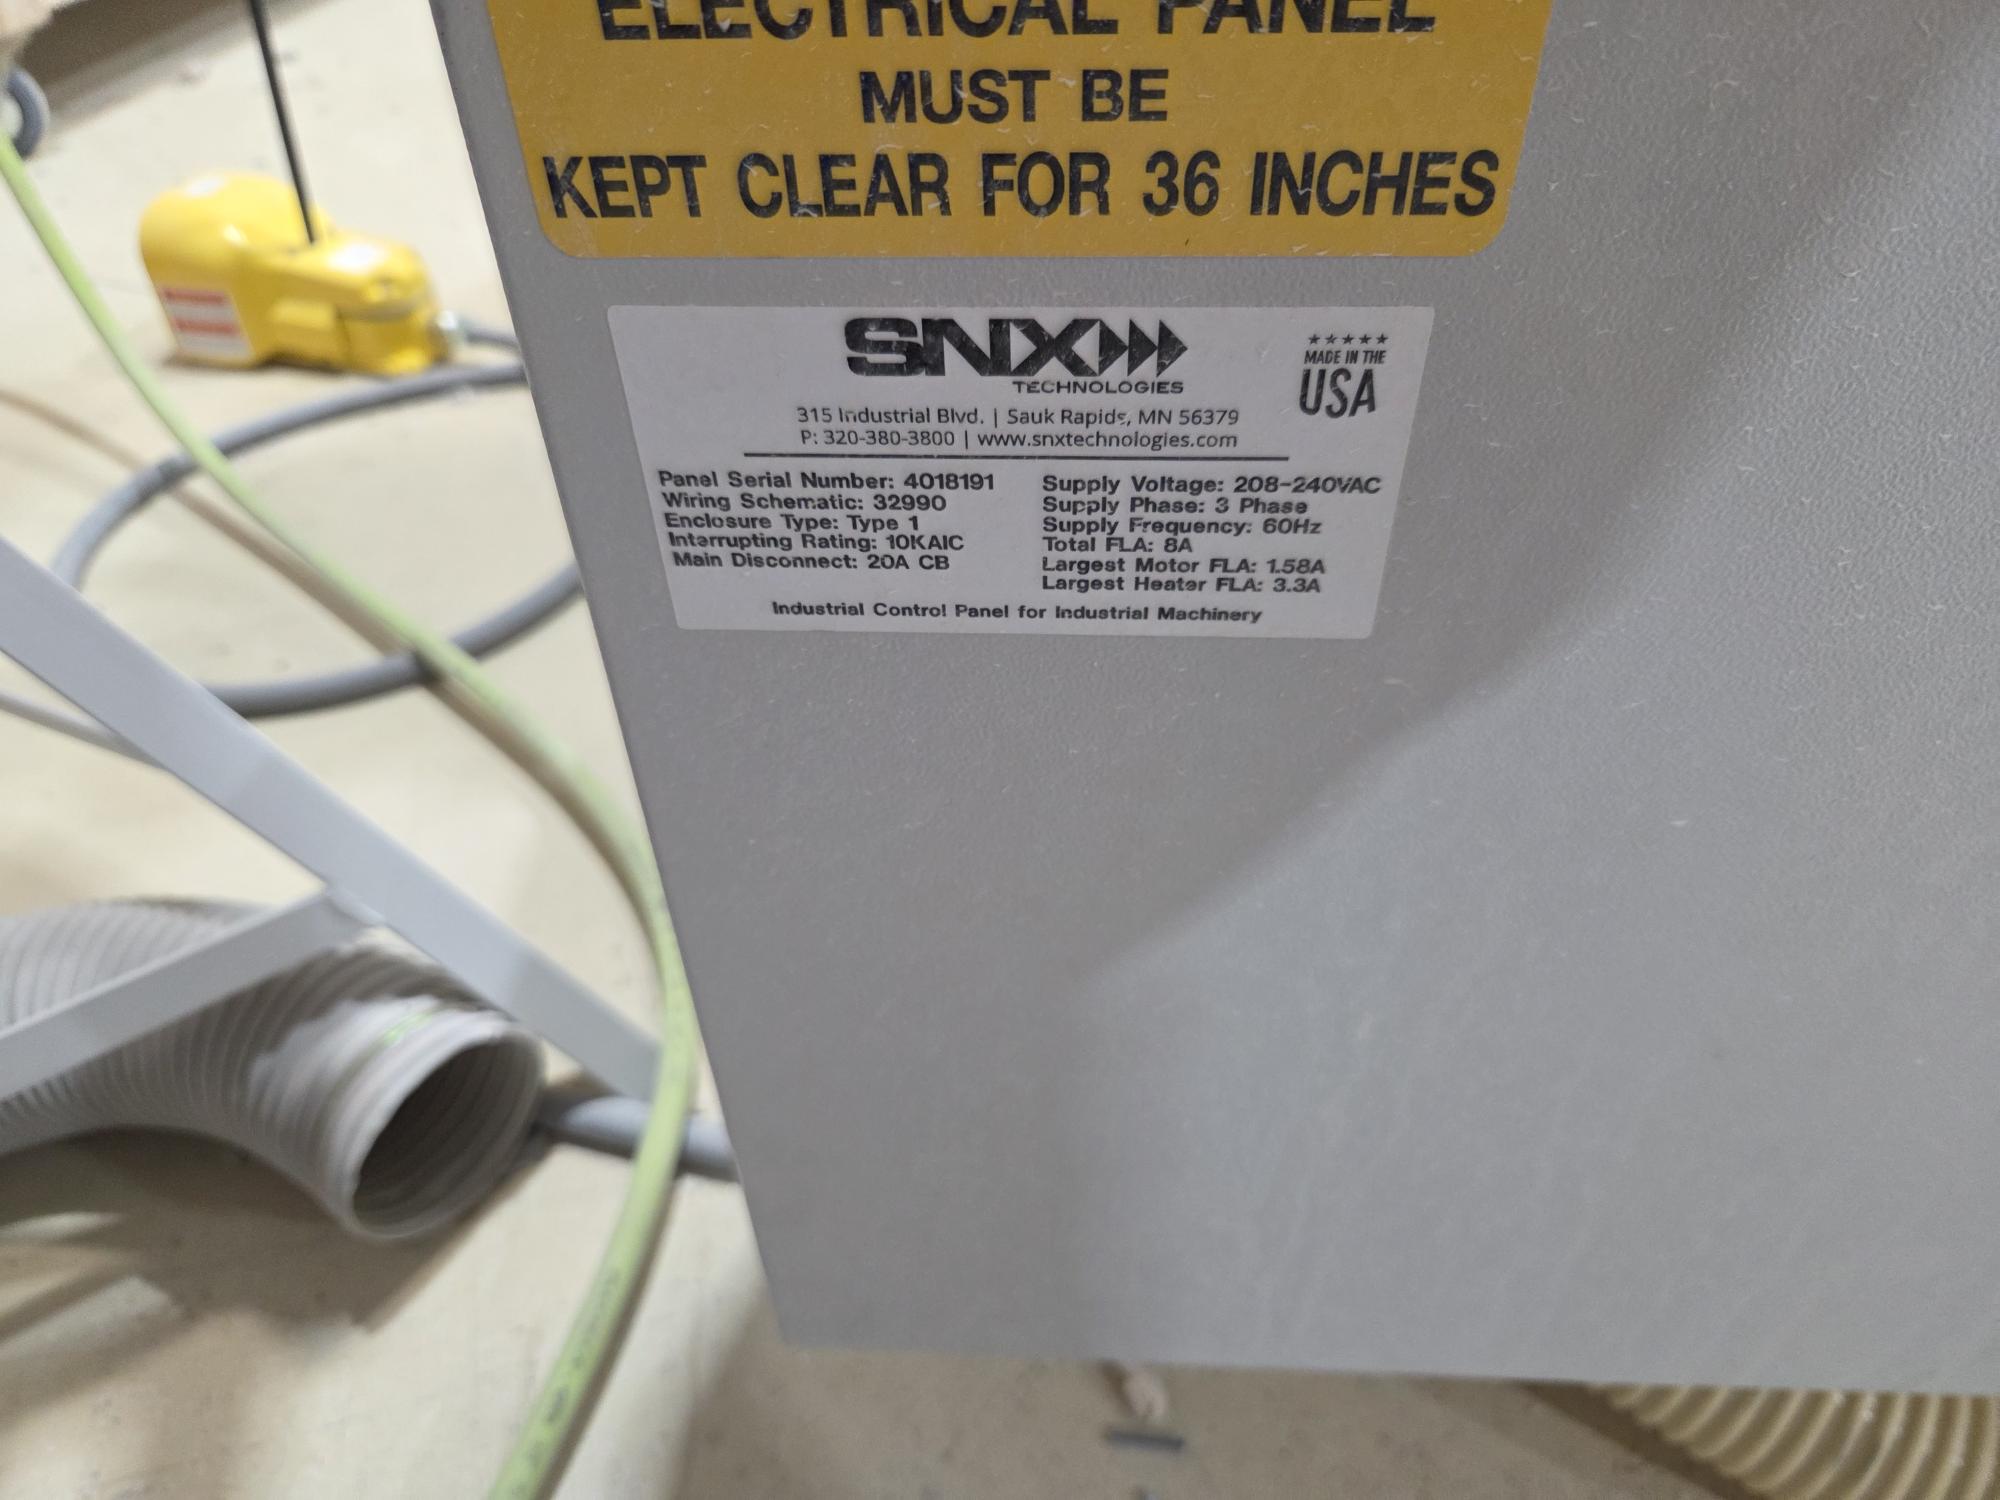 ELECTRICAL PANEL
MUST BE
KEPT CLEAR FOR 36 INCHES
SNX
TECHNOLOGIES
★★★★★
MADE IN THE
USA
315 Industrial Blvd. | Sauk Rapids, MN 56379
P: 320-380-3800 | www.snxtechnologies.com
Panel Serial Number: 4018191
Wiring Schematic: 32990
Enclosure Type: Type 1
Interrupting Rating: 10KAIC
Main Disconnect: 20A CB
Supply Voltage: 208-240VAC
Supply Phase: 3 Phase
Supply Frequency: 60Hz
Total FLA: 8A
Largest Motor FLA: 1.58A
Largest Heater FLA: 3.3A
Industrial Control Panel for Industrial Machinery